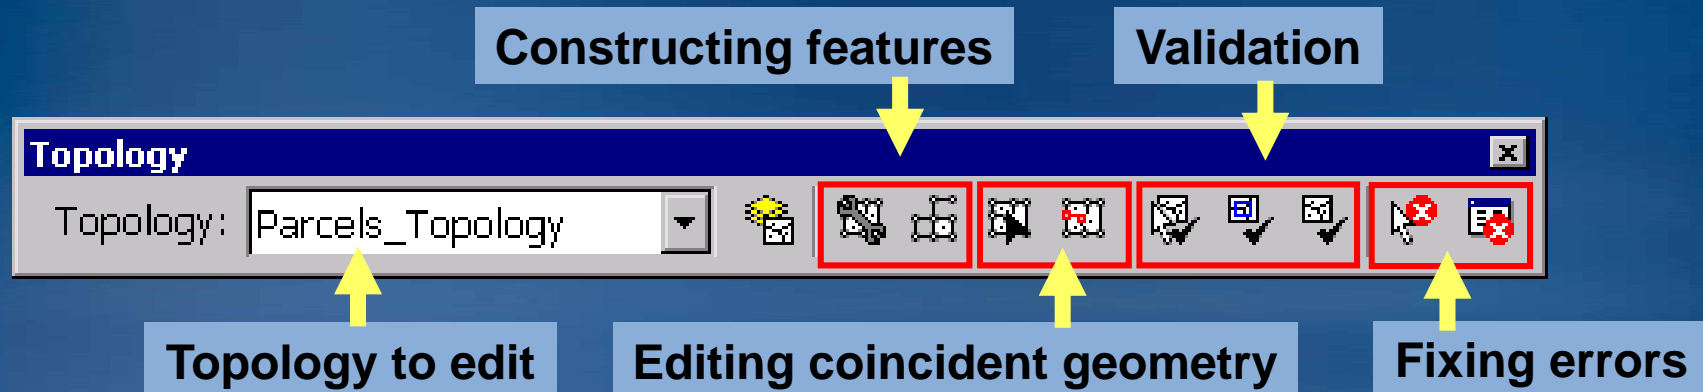 Constructing features
Validation
Topology
Topology: Parcels_Topology
Topology to edit
Editing coincident geometry
Fixing errors